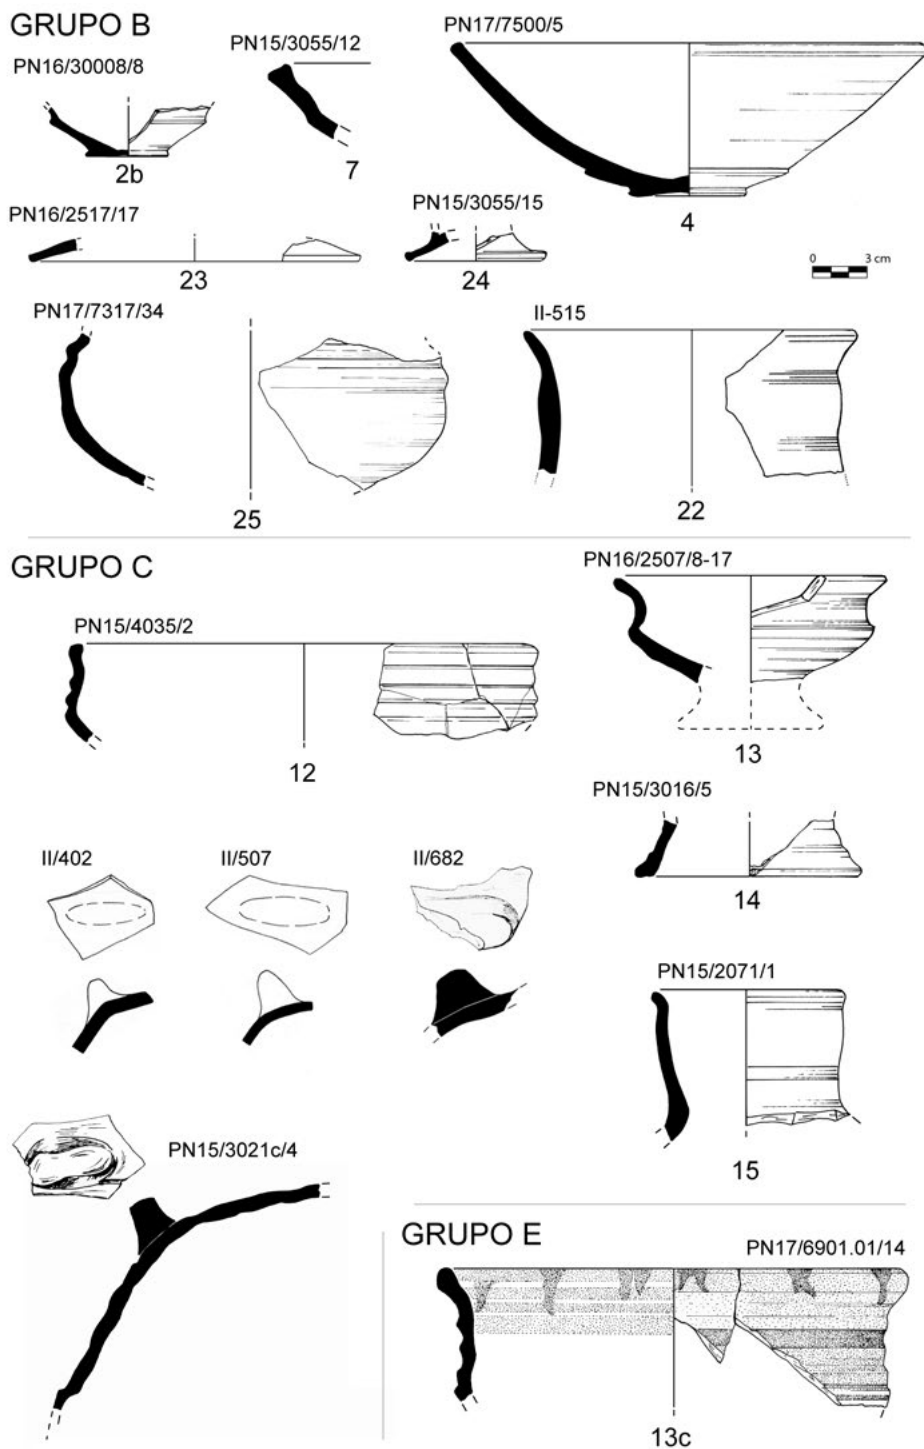 GRUPO B
PN16/30008/8
2b
PN15/3055/12
7
PN17/7500/5
4
PN16/2517/17
23
PN15/3055/15
24
0 3 cm
PN17/7317/34
25
II-515
22
GRUPO C
PN15/4035/2
12
PN16/2507/8-17
13
PN15/3016/5
14
II/402
II/507
II/682
PN15/2071/1
15
PN15/3021c/4
GRUPO E
PN17/6901.01/14
13c